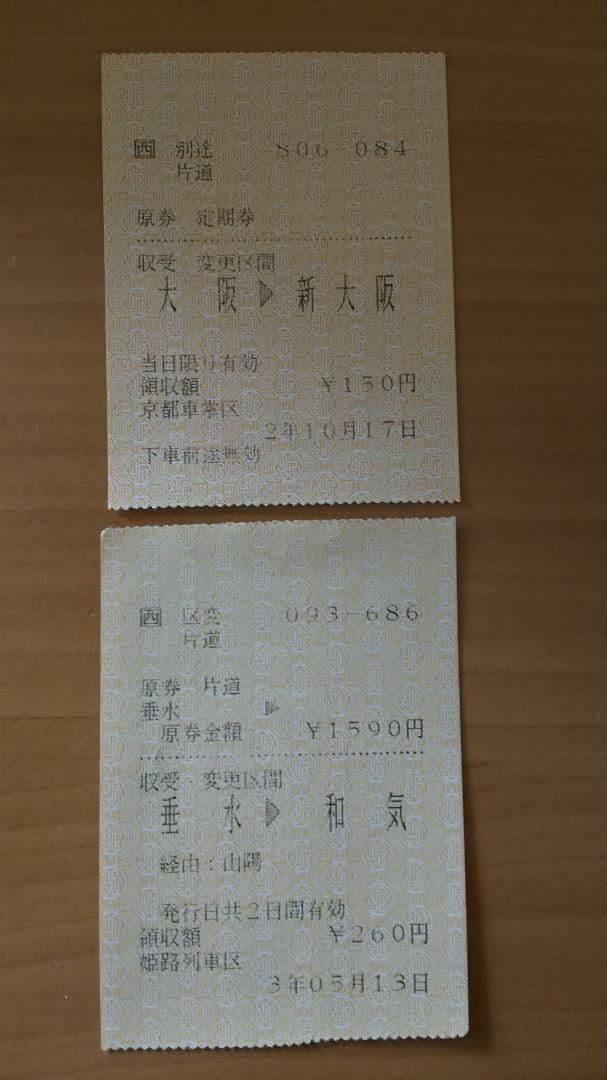 西 別途 806-084
片道
原券 定期券
収受・変更区間
大阪▶新大阪
当日限り有効
領収額 ￥150円
京都車掌区
2年10月17日
下車前途無効
西 区変 093-686
片道
原券 片道
垂水 ▶
原券金額 ￥1590円
収受・変更区間
垂水▶和気
経由：山陽
発行日共2日間有効
領収額 ￥260円
姫路列車区
3年05月13日